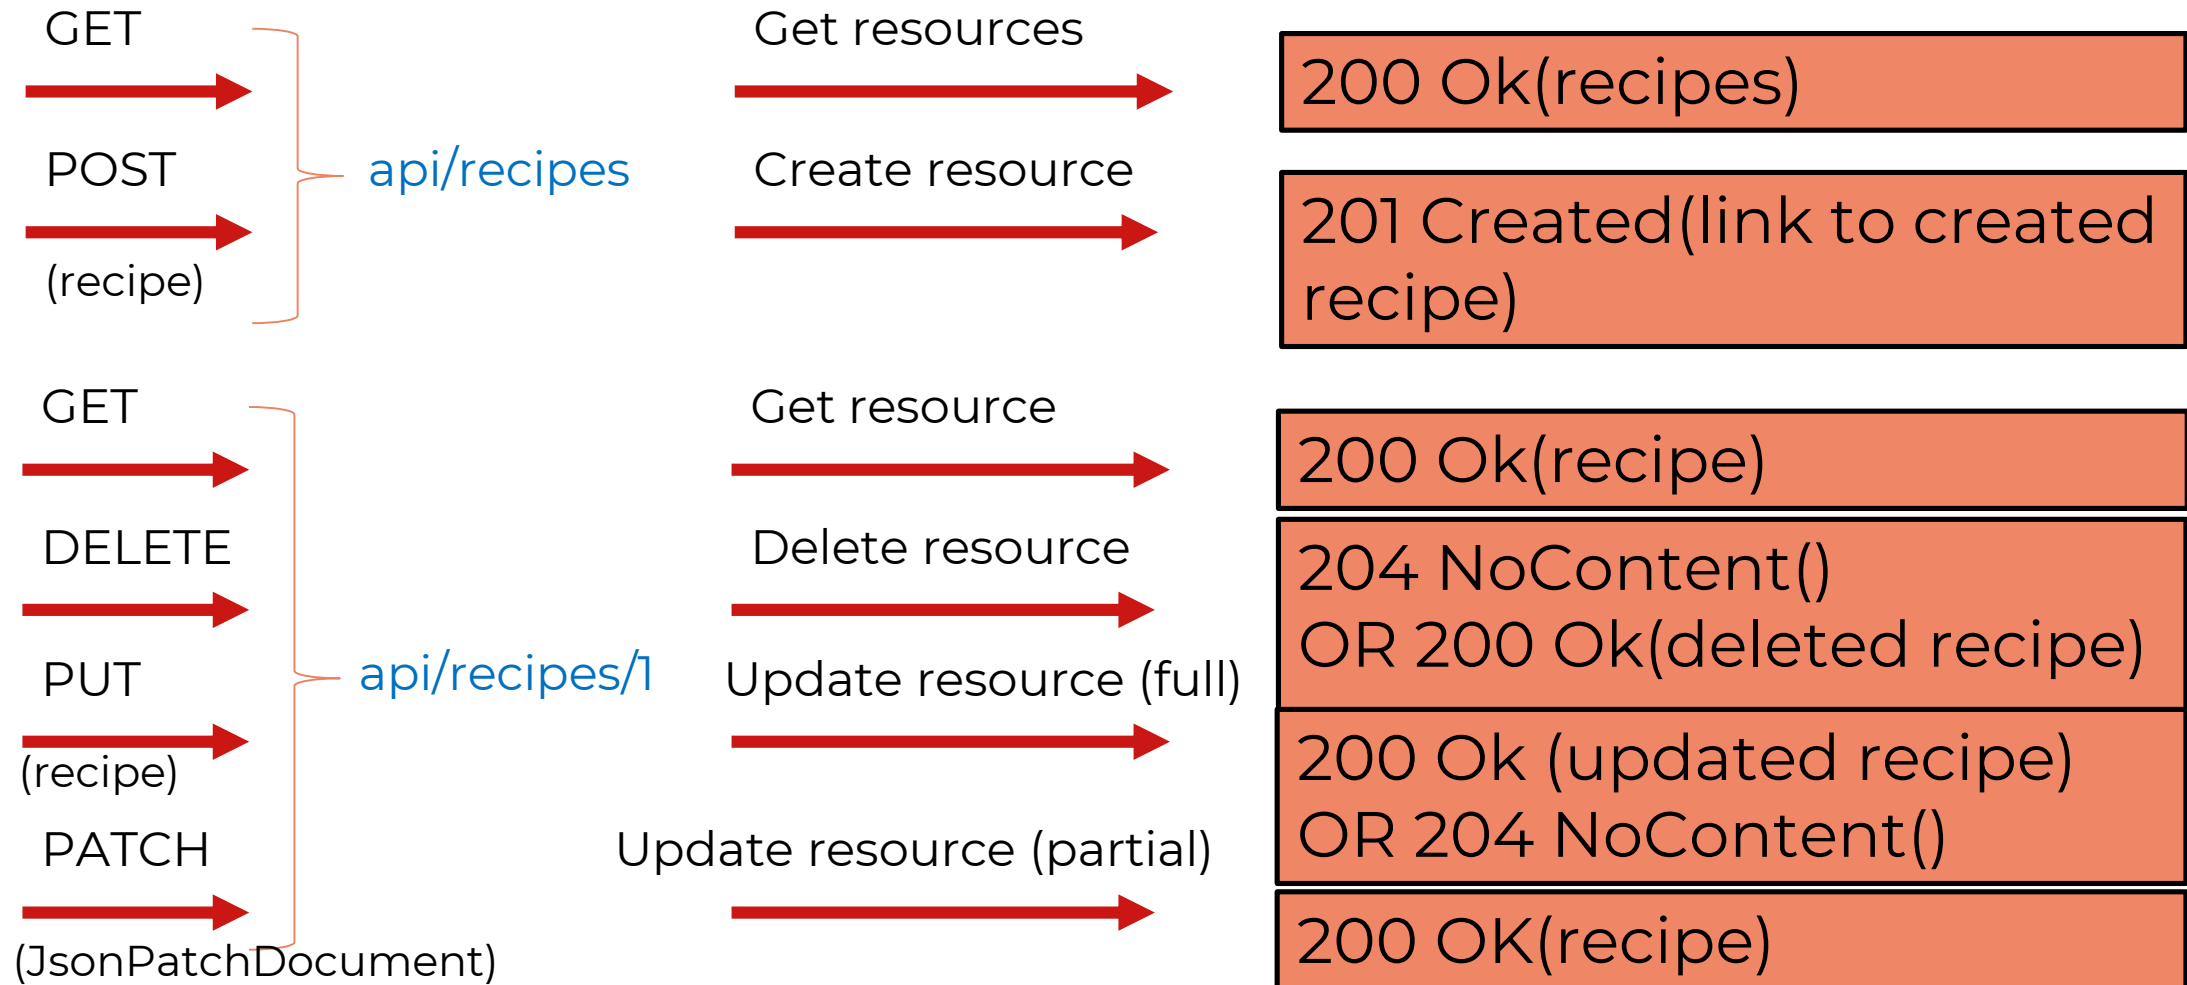 GET
Get resources
200 Ok(recipes)
POST
api/recipes
Create resource
201 Created(link to created
recipe)
(recipe)
GET
Get resource
200 Ok(recipe)
DELETE
Delete resource
204 NoContent()
OR 200 Ok(deleted recipe)
PUT
(recipe)
api/recipes/1
Update resource (full)
200 Ok (updated recipe)
OR 204 NoContent()
PATCH
(JsonPatchDocument)
Update resource (partial)
200 OK(recipe)